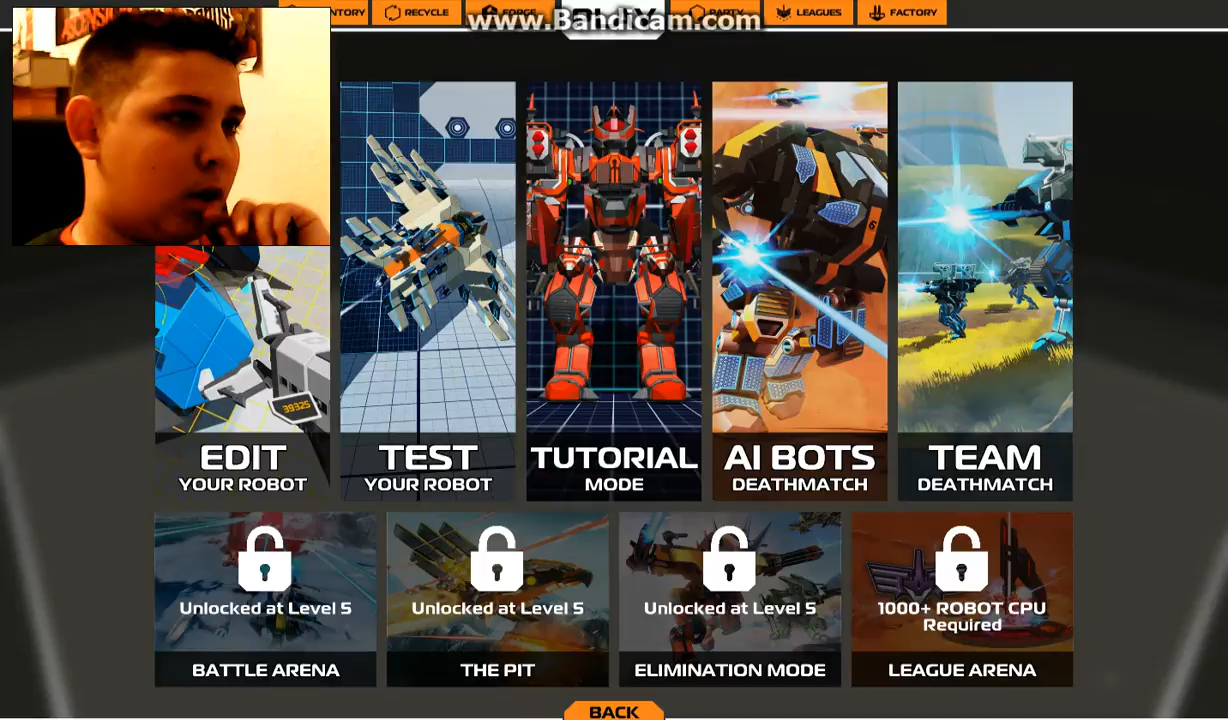 RECYCLE
www.Bandicam.com
LEAGUES
FACTORY
39325
6
EDIT
YOUR ROBOT
TEST
YOUR ROBOT
TUTORIAL
MODE
AI BOTS
DEATHMATCH
TEAM
DEATHMATCH
Unlocked at Level 5
BATTLE ARENA
Unlocked at Level 5
THE PIT
Unlocked at Level 5
ELIMINATION MODE
1000+ ROBOT CPU
Required
LEAGUE ARENA
BACK